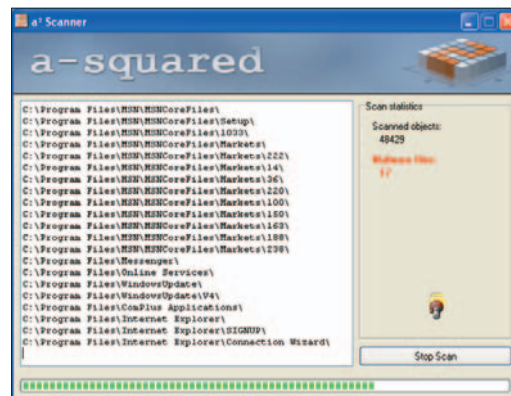 a² Scanner
a-squared
C:\Program Files\MSN\MSNCoreFiles\
C:\Program Files\MSN\MSNCoreFiles\Setup\
C:\Program Files\MSN\MSNCoreFiles\1033\
C:\Program Files\MSN\MSNCoreFiles\Markets\
C:\Program Files\MSN\MSNCoreFiles\Markets\222\
C:\Program Files\MSN\MSNCoreFiles\Markets\14\
C:\Program Files\MSN\MSNCoreFiles\Markets\36\
C:\Program Files\MSN\MSNCoreFiles\Markets\220\
C:\Program Files\MSN\MSNCoreFiles\Markets\100\
C:\Program Files\MSN\MSNCoreFiles\Markets\150\
C:\Program Files\MSN\MSNCoreFiles\Markets\163\
C:\Program Files\MSN\MSNCoreFiles\Markets\188\
C:\Program Files\MSN\MSNCoreFiles\Markets\238\
C:\Program Files\Messenger\
C:\Program Files\Online Services\
C:\Program Files\WindowsUpdate\
C:\Program Files\WindowsUpdate\V4\
C:\Program Files\ComPlus Applications\
C:\Program Files\Internet Explorer\
C:\Program Files\Internet Explorer\SIGNUP\
C:\Program Files\Internet Explorer\Connection Wizard\
Scan statistics
Scanned objects:
48429
Malware files:
17
Stop Scan